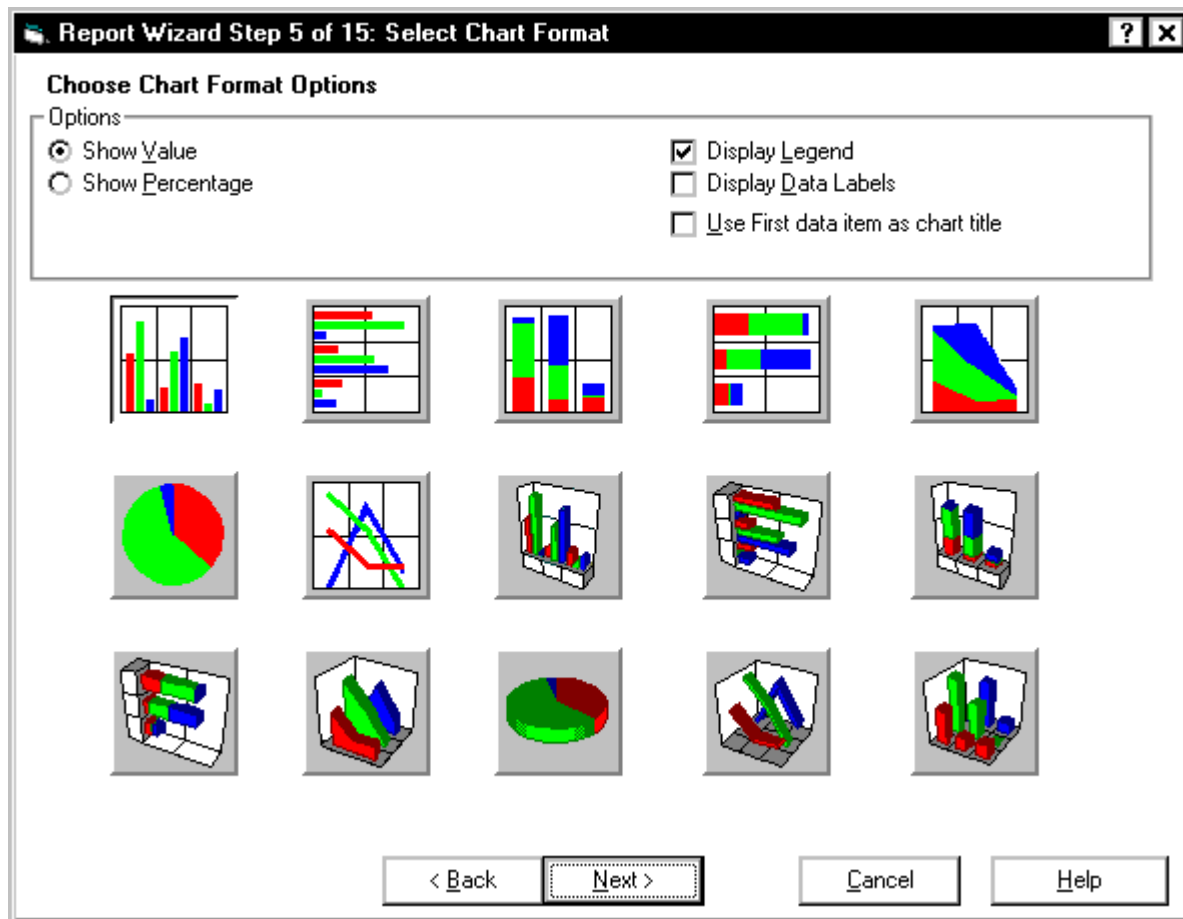 Report Wizard Step 5 of 15: Select Chart Format
Choose Chart Format Options
Options
Show Value
Show Percentage
Display Legend
Display Data Labels
Use First data item as chart title
< Back
Next >
Cancel
Help